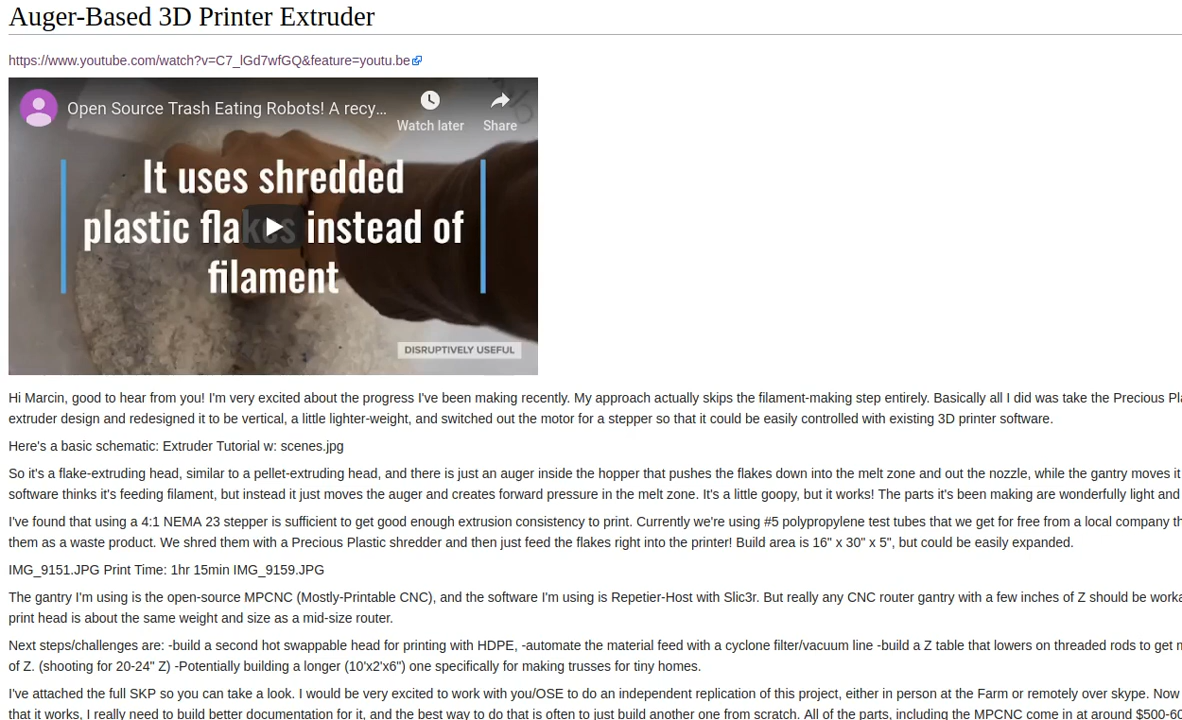 Auger-Based 3D Printer Extruder
https://www.youtube.com/watch?v=C7_lGd7wfGQ&feature=youtu.be
Open Source Trash Eating Robots! A recy...
Watch later
Share
It uses shredded
plastic flakes instead of
filament
DISRUPTIVELY USEFUL
Hi Marcin, good to hear from you! I'm very excited about the progress I've been making recently. My approach actually skips the filament-making step entirely. Basically all I did was take the Precious
extruder design and redesigned it to be vertical, a little lighter-weight, and switched out the motor for a stepper so that it could be easily controlled with existing 3D printer software.
Here's a basic schematic: Extruder Tutorial w: scenes.jpg
So it's a flake-extruding head, similar to a pellet-extruding head, and there is just an auger inside the hopper that pushes the flakes down into the melt zone and out the nozzle, while the gantry moves it
software thinks it's feeding filament, but instead it just moves the auger and creates forward pressure in the melt zone. It's a little goopy, but it works! The parts it's been making are wonderfully light and
I've found that using a 4:1 NEMA 23 stepper is sufficient to get good enough extrusion consistency to print. Currently we're using #5 polypropylene test tubes that we get for free from a local company
them as a waste product. We shred them with a Precious Plastic shredder and then just feed the flakes right into the printer! Build area is 16" x 30" x 5", but could be easily expanded.
IMG_9151.JPG Print Time: 1hr 15min IMG_9159.JPG
The gantry I'm using is the open-source MPCNC (Mostly-Printable CNC), and the software I'm using is Repetier-Host with Slic3r. But really any CNC router gantry with a few inches of Z should be
print head is about the same weight and size as a mid-size router.
Next steps/challenges are: -build a second hot swappable head for printing with HDPE, -automate the material feed with a cyclone filter/vacuum line -build a Z table that lowers on threaded rods to get
of Z. (shooting for 20-24" Z) -Potentially building a longer (10'x2'x6") one specifically for making trusses for tiny homes.
I've attached the full SKP so you can take a look. I would be very excited to work with you/OSE to do an independent replication of this project, either in person at the Farm or remotely over skype. Now
that it works, I really need to build better documentation for it, and the best way to do that is often to just build another one from scratch. All of the parts, including the MPCNC come in at around